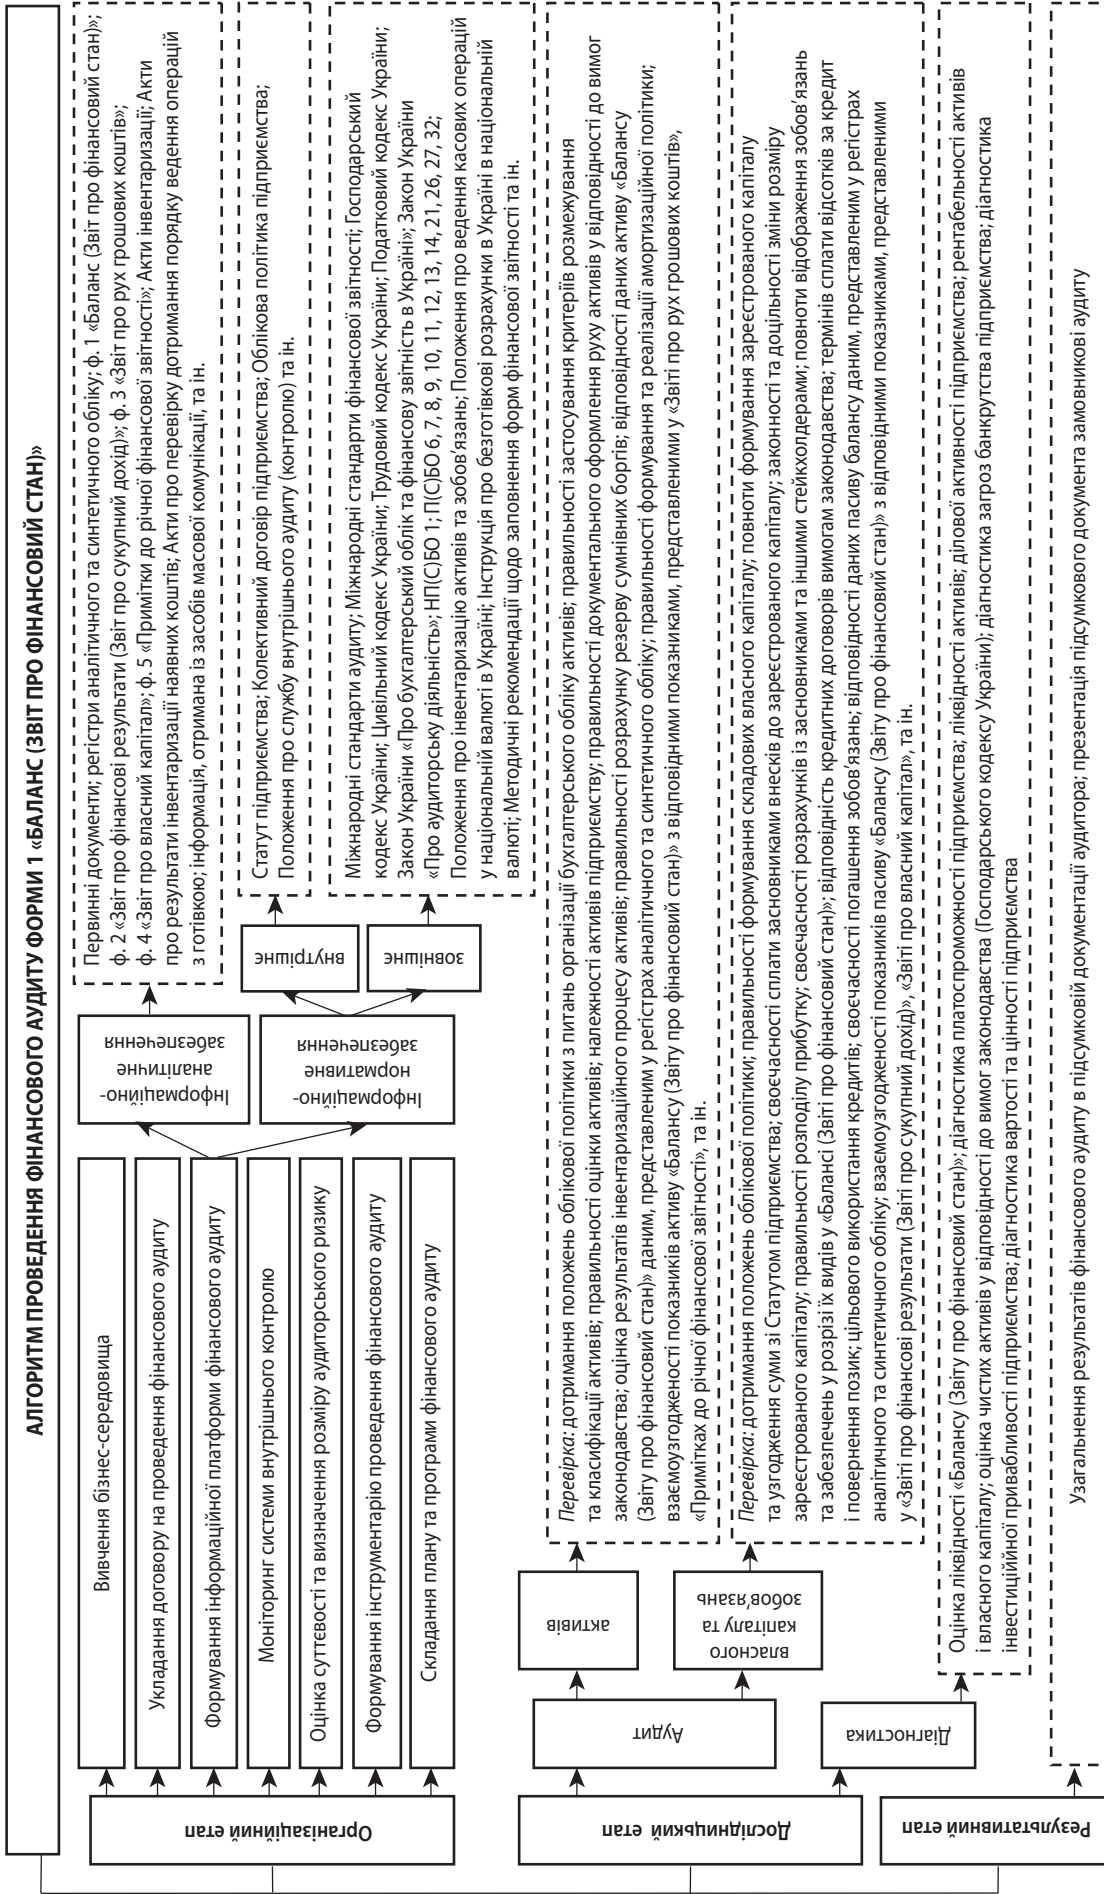 АЛГОРИТМ ПРОВЕДЕННЯ ФІНАНСОВОГО АУДИТУ ФОРМИ 1 «БАЛАНС (ЗВІТ ПРО ФІНАНСОВИЙ СТАН)»
Організаційний етап
Вивчення бізнес-середовища
Укладання договору на проведення фінансового аудиту
Формування інформаційної платформи фінансового аудиту
Моніторинг системи внутрішнього контролю
Оцінка суттєвості та визначення розміру аудиторського ризику
Формування інструментарію проведення фінансового аудиту
Складання плану та програми фінансового аудиту
Інформаційно-
аналітичне
забезпечення
Первинні документи; регістри аналітичного та синтетичного обліку; ф. 1 «Баланс (Звіт про фінансовий стан)»;
ф. 2 «Звіт про фінансові результати (Звіт про сукупний дохід)»; ф. 3 «Звіт про рух грошових коштів»;
ф. 4 «Звіт про власний капітал»; ф. 5 «Примітки до річної фінансової звітності»; Акти інвентаризації; Акти
про результати інвентаризації наявних коштів; Акти про перевірку дотримання порядку ведення операцій
з готівкою; інформація, отримана із засобів масової комунікації, та ін.
Інформаційно-
нормативне
забезпечення
внутрішнє
Статут підприємства; Колективний договір підприємства; Облікова політика підприємства;
Положення про службу внутрішнього аудиту (контролю) та ін.
зовнішнє
Міжнародні стандарти аудиту; Міжнародні стандарти фінансової звітності; Господарський
кодекс України; Цивільний кодекс України; Трудовий кодекс України; Податковий кодекс України;
Закон України «Про бухгалтерський облік та фінансову звітність в Україні»; Закон України
«Про аудиторську діяльність»; НП(С)БО 1; П(С)БО 6, 7, 8, 9, 10, 11, 12, 13, 14, 21, 26, 27, 32;
Положення про інвентаризацію активів та зобов’язань; Положення про ведення касових операцій
у національній валюті в Україні; Інструкція про безготівкові розрахунки в Україні в національній
валюті; Методичні рекомендації щодо заповнення форм фінансової звітності та ін.
Дослідницький етап
Аудит
активів
Перевірка: дотримання положень облікової політики з питань організації бухгалтерського обліку активів; правильності застосування критеріїв розмежування
та класифікації активів; правильності оцінки активів; належності активів підприємству; правильності документального оформлення руху активів у відповідності до вимог
законодавства; оцінка результатів інвентаризаційного процесу активів; правильності розрахунку резерву сумнівних боргів; відповідності даних активу «Балансу
(Звіту про фінансовий стан)» даним, представленим у регістрах аналітичного та синтетичного обліку; правильності формування та реалізації амортизаційної політики;
взаємоузгодженості показників активу «Балансу (Звіту про фінансовий стан)» з відповідними показниками, представленими у «Звіті про рух грошових коштів»,
«Примітках до річної фінансової звітності», та ін.
власного
капіталу та
зобов’язань
Перевірка: дотримання положень облікової політики; правильності формування складових власного капіталу; повноти формування зареєстрованого капіталу
та узгодження суми зі Статутом підприємства; своєчасності сплати засновниками внесків до зареєстрованого капіталу; законності та доцільності зміни розміру
зареєстрованого капіталу; правильності розподілу прибутку; своєчасності розрахунків із засновниками та іншими стейкхолдерами; повноти відображення зобов’язань
та забезпечень у розрізі їх видів у «Балансі (Звіті про фінансовий стан)»; відповідність кредитних договорів вимогам законодавства; термінів сплати відсотків за кредит
і повернення позик; цільового використання кредитів; своєчасності погашення зобов’язань; відповідності даних пасиву балансу даним, представленим у регістрах
аналітичного та синтетичного обліку; взаємоузгодженості показників пасиву «Балансу (Звіту про фінансовий стан)» з відповідними показниками, представленими
у «Звіті про фінансові результати (Звіті про сукупний дохід)», «Звіті про власний капітал», та ін.
Діагностика
Оцінка ліквідності «Балансу (Звіту про фінансовий стан)»; діагностика платоспроможності підприємства; ліквідності активів; ділової активності підприємства; рентабельності активів
і власного капіталу; оцінка чистих активів у відповідності до вимог законодавства (Господарського кодексу України); діагностика загроз банкрутства підприємства; діагностика
інвестиційної привабливості підприємства; діагностика вартості та цінності підприємства
Результативний етап
Узагальнення результатів фінансового аудиту в підсумковій документації аудитора; презентація підсумкового документа замовникові аудиту